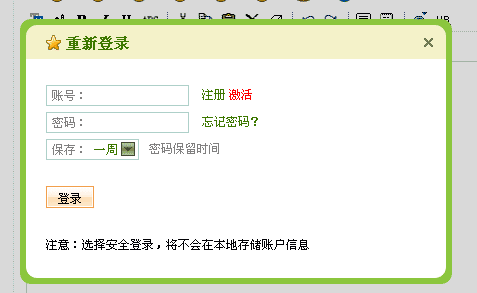 重新登录
账号： 注册 激活
密码： 忘记密码？
保存： 一周 密码保留时间
登录
注意：选择安全登录，将不会在本地存储账户信息